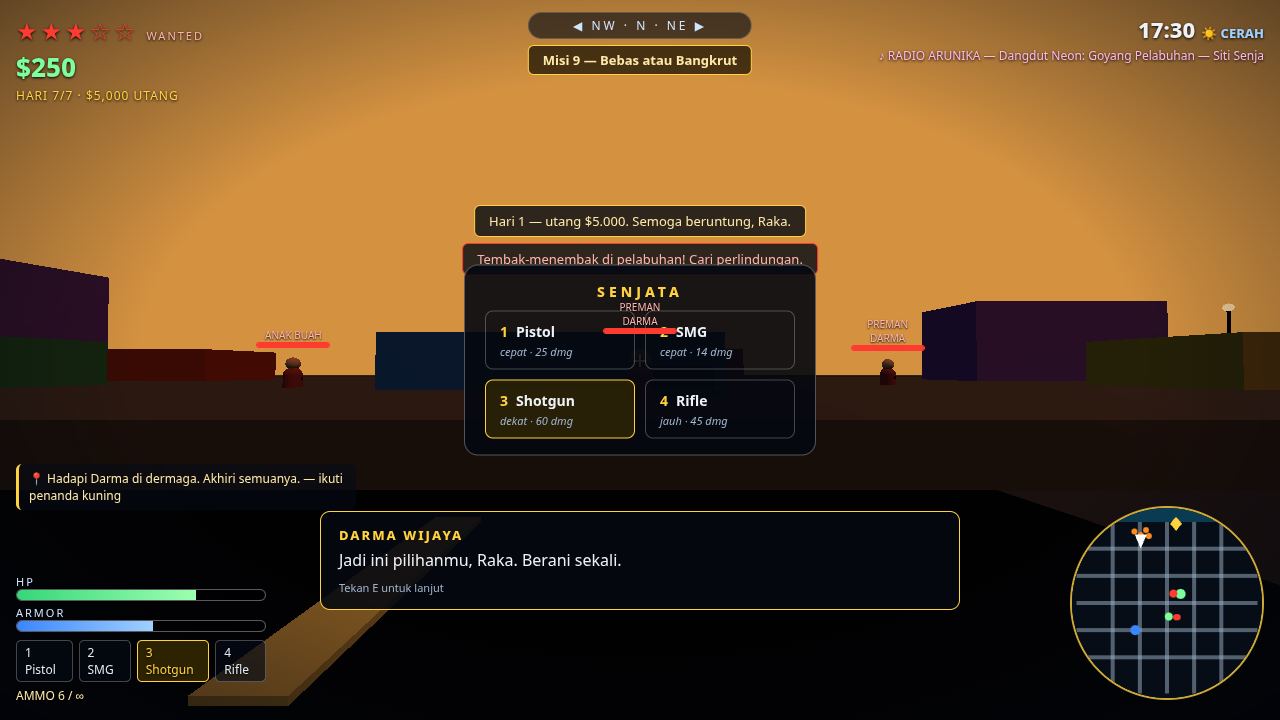 ★★★☆☆ WANTED
$250
HARI 7/7 · $5,000 UTANG
◀ NW · N · NE ▶
Misi 9 — Bebas atau Bangkrut
17:30 ☀️ CERAH
♪ RADIO ARUNIKA — Dangdut Neon: Goyang Pelabuhan — Siti Senja
Hari 1 — utang $5.000. Semoga beruntung, Raka.
Tembak-menembak di pelabuhan! Cari perlindungan.
SENJATA
PREMAN
DARMA
1 Pistol
cepat · 25 dmg
2 SMG
cepat · 14 dmg
3 Shotgun
dekat · 60 dmg
4 Rifle
jauh · 45 dmg
ANAK BUAH
PREMAN
DARMA
📍 Hadapi Darma di dermaga. Akhiri semuanya. — ikuti
penanda kuning
DARMA WIJAYA
Jadi ini pilihanmu, Raka. Berani sekali.
Tekan E untuk lanjut
HP
ARMOR
1
Pistol
2
SMG
3
Shotgun
4
Rifle
AMMO 6 / ∞